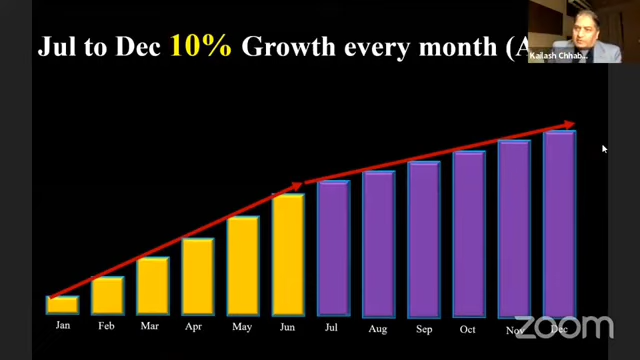 Jul to Dec 10% Growth every month (A
Kailash Chhab...
Jan Feb Mar Apr May Jun Jul Aug Sep Oct Nov Dec
zoom